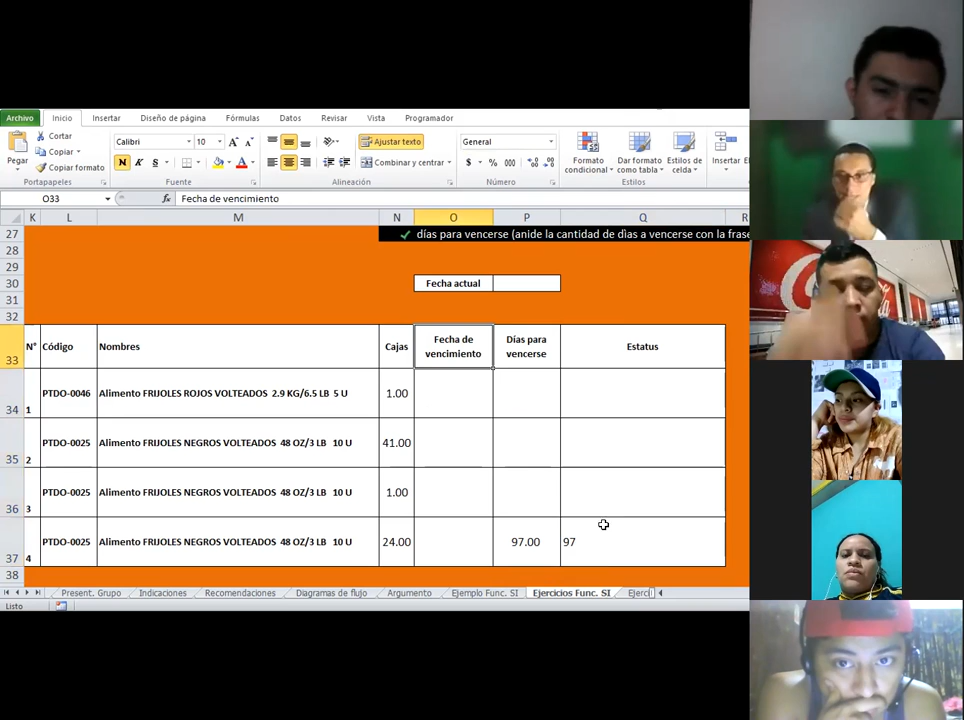 Archivo Inicio Insertar Diseño de página Fórmulas Datos Revisar Vista Programador
Cortar
Copiar
Copiar formato
Pegar
Portapapeles
Calibri 10
N K S
Fuente
Ajustar texto
Combinar y centrar
Alineación
General
$ % 000
Número
Formato condicional
Dar formato como tabla
Estilos de celda
Estilos
Insertar
O33 fx Fecha de vencimiento
K L M N O P Q R
27 días para vencerse (anide la cantidad de dìas a vencerse con la frase
28
29
30 Fecha actual
31
32
33 N° Código Nombres Cajas Fecha de vencimiento Días para vencerse Estatus
34 1 PTDO-0046 Alimento FRIJOLES ROJOS VOLTEADOS 2.9 KG/6.5 LB 5 U 1.00
35 2 PTDO-0025 Alimento FRIJOLES NEGROS VOLTEADOS 48 OZ/3 LB 10 U 41.00
36 3 PTDO-0025 Alimento FRIJOLES NEGROS VOLTEADOS 48 OZ/3 LB 10 U 1.00
37 4 PTDO-0025 Alimento FRIJOLES NEGROS VOLTEADOS 48 OZ/3 LB 10 U 24.00 97.00 97
38
Present. Grupo Indicaciones Recomendaciones Diagramas de flujo Argumento Ejemplo Func. SI Ejercicios Func. SI Ejerci
Listo